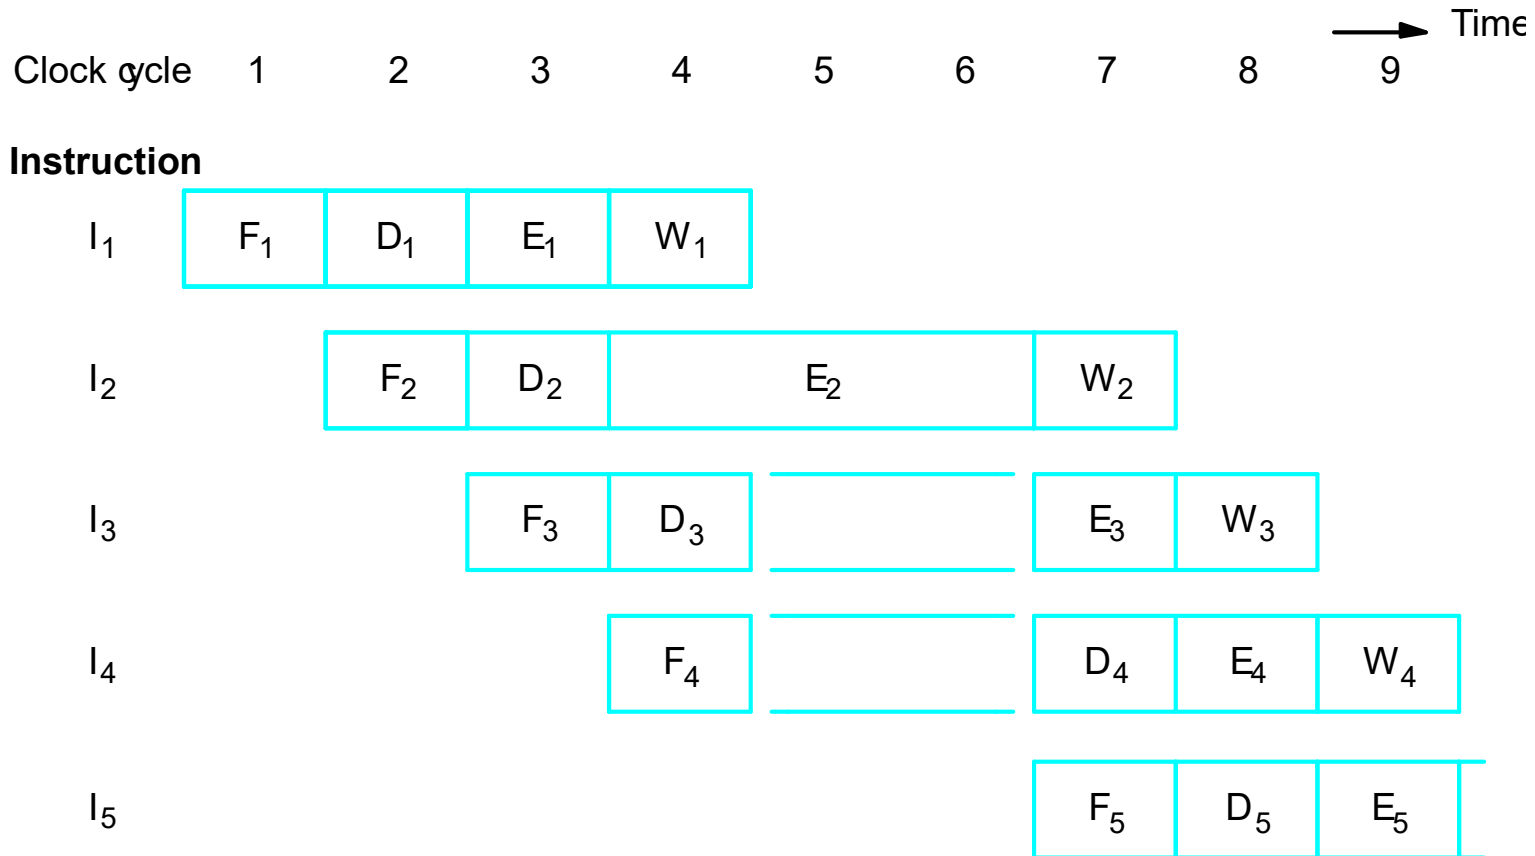 Time
Clock cycle 1 2 3 4 5 6 7 8 9
Instruction
I1 F1 D1 E1 W1
I2 F2 D2 E2 W2
I3 F3 D3 E3 W3
I4 F4 D4 E4 W4
I5 F5 D5 E5